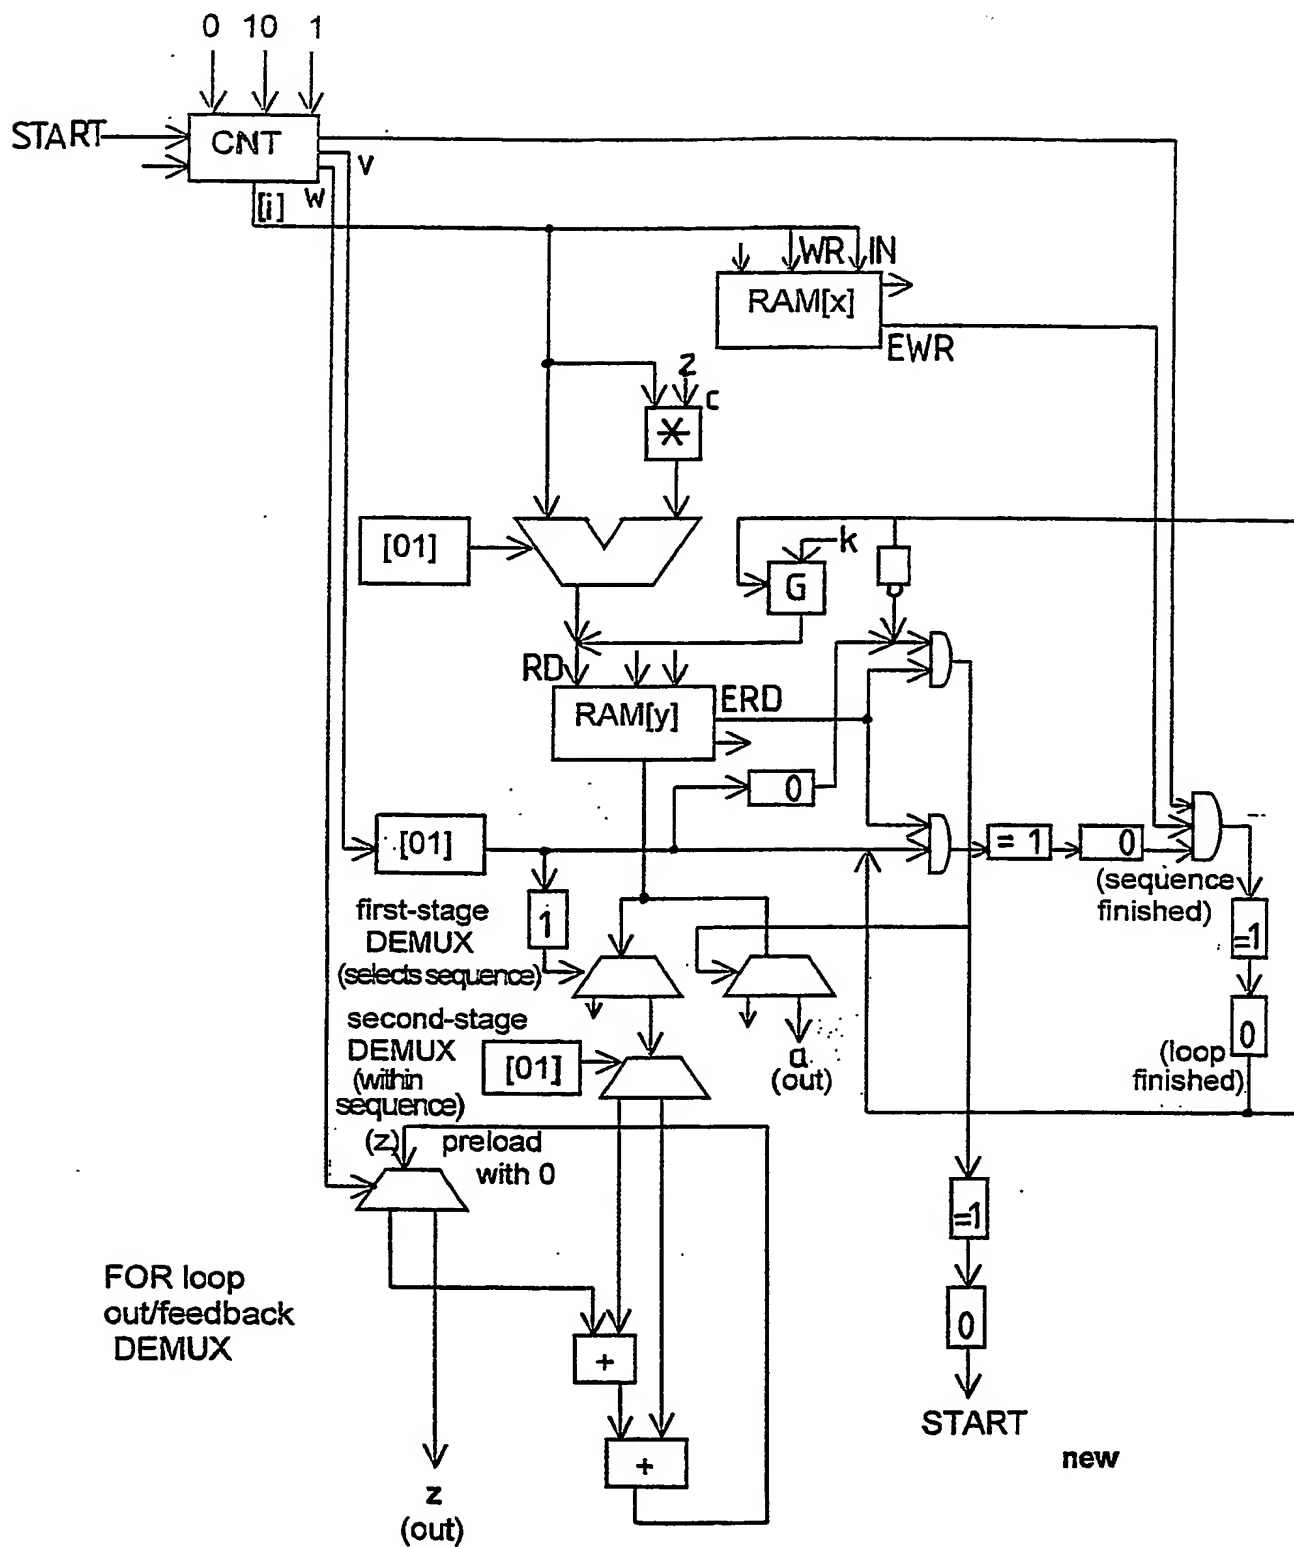 0 10 1
START
CNT
V
W
[i]
WR
IN
RAM[x]
EWR
2
c
*
[01]
k
G
RD
RAM[y]
ERD
0
[01]
= 1
0
(sequence
finished)
first-stage
DEMUX
(selects sequence)
1
=1
second-stage
DEMUX
(within
sequence)
[01]
a
(out)
0
(loop
finished)
(z)
preload
with 0
=1
FOR loop
out/feedback
DEMUX
0
+
START
new
+
z
(out)